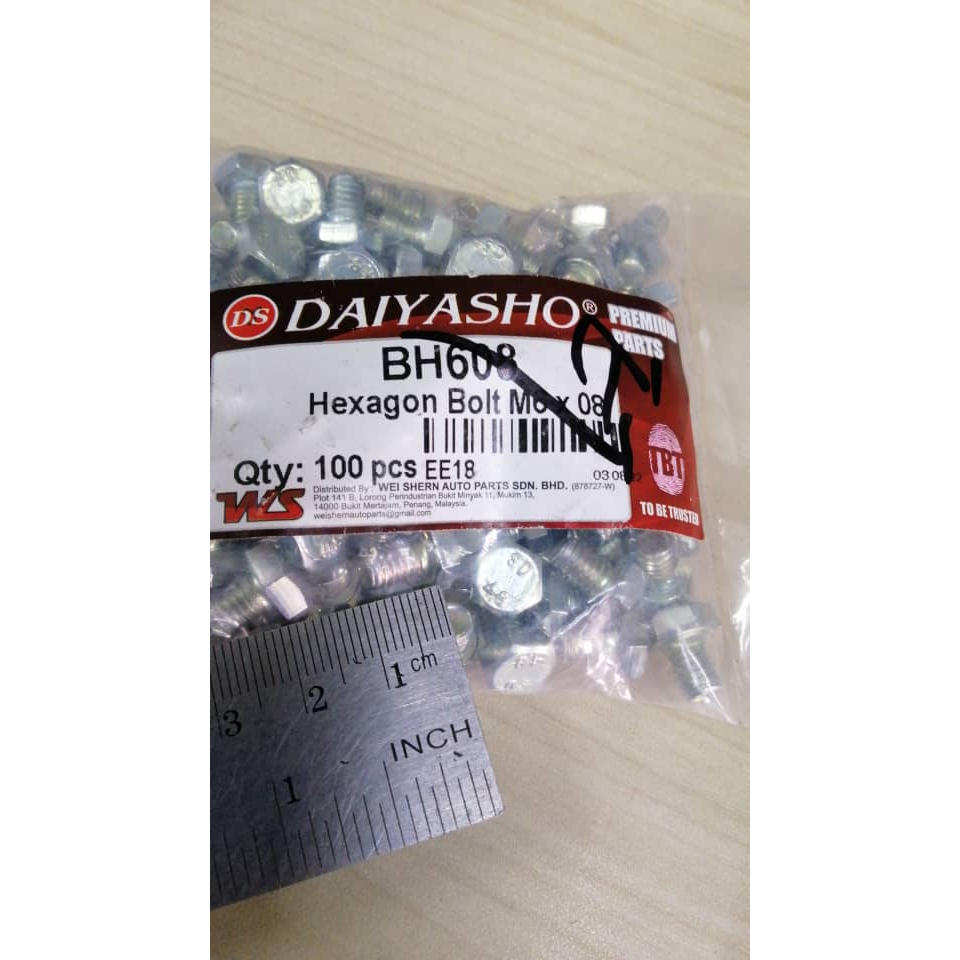 DS DAIYASHO® PREMIUM PARTS
BH608
Hexagon Bolt M6 x 08
Qty: 100 pcs EE18
WS
Distributed By : WEI SHERN AUTO PARTS SDN. BHD. (878727-W)
Plot 141 B, Lorong Perindustrian Bukit Minyak 11, Mukim 13,
14000 Bukit Mertajam, Penang, Malaysia.
weishernautoparts@gmail.com
TBT
TO BE TRUSTED
3 2 1 cm
INCH
1